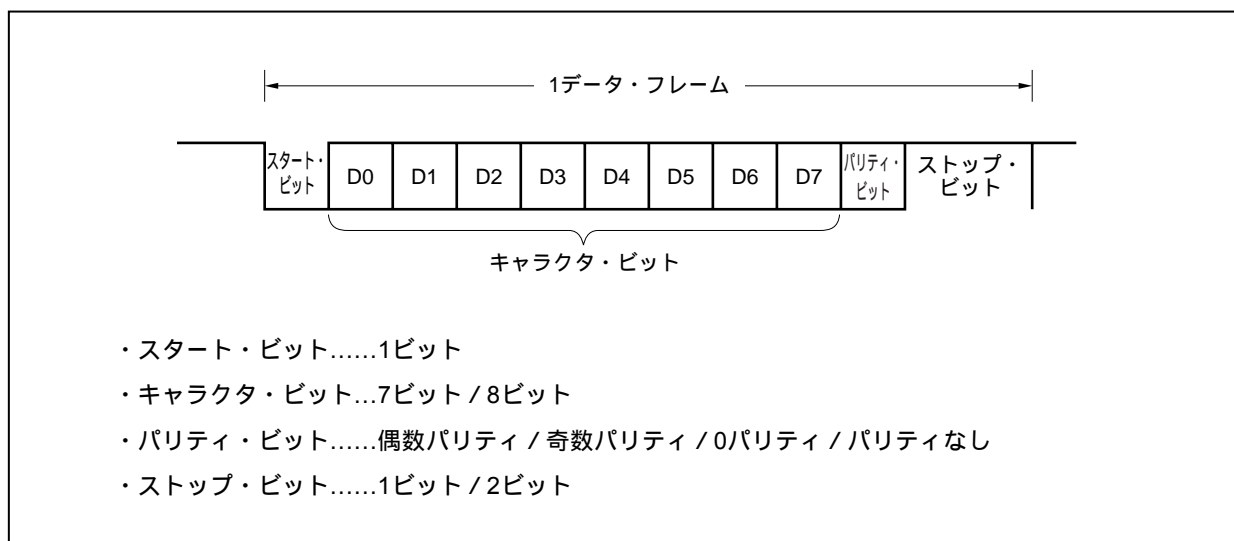 1データ・フレーム
スタート・
ビット
D0 D1 D2 D3 D4 D5 D6 D7
パリティ・
ビット
ストップ・
ビット
キャラクタ・ビット
・スタート・ビット……1ビット
・キャラクタ・ビット…7ビット / 8ビット
・パリティ・ビット……偶数パリティ / 奇数パリティ / 0パリティ / パリティなし
・ストップ・ビット……1ビット / 2ビット